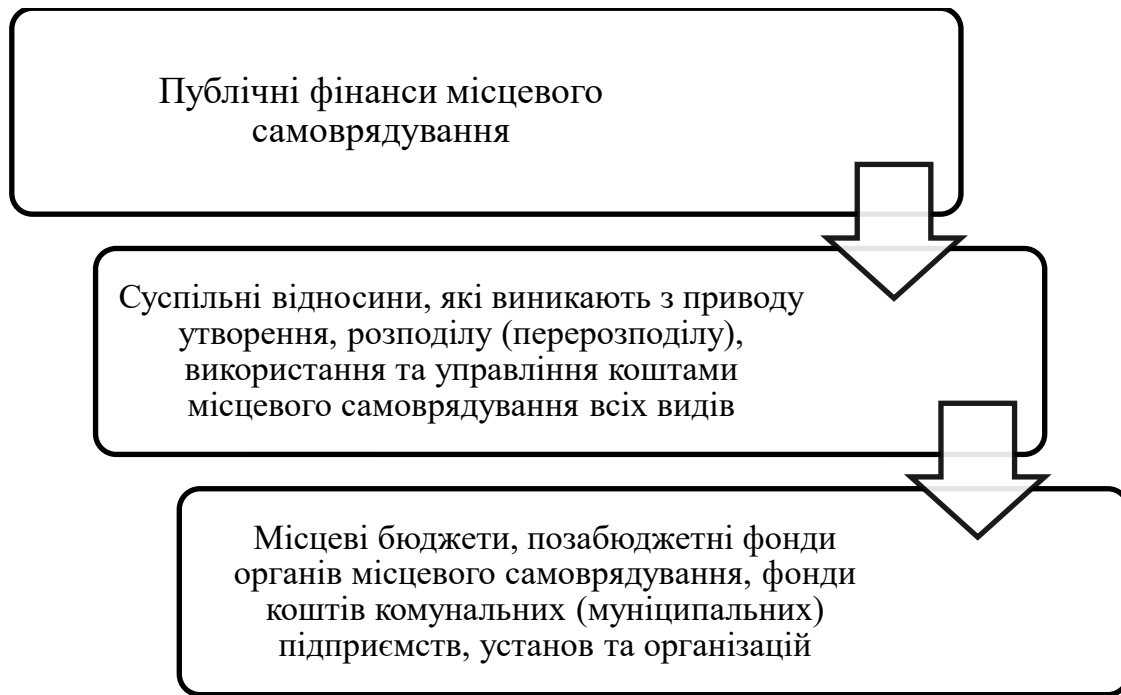 Публічні фінанси місцевого
самоврядування
Суспільні відносини, які виникають з приводу
утворення, розподілу (перерозподілу),
використання та управління коштами
місцевого самоврядування всіх видів
Місцеві бюджети, позабюджетні фонди
органів місцевого самоврядування, фонди
коштів комунальних (муніципальних)
підприємств, установ та організацій